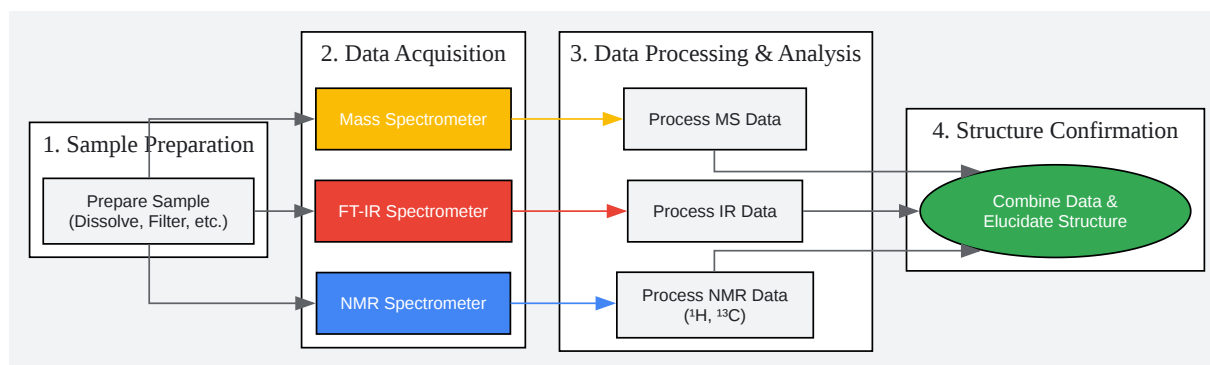 1. Sample Preparation
Prepare Sample
(Dissolve, Filter, etc.)
2. Data Acquisition
Mass Spectrometer
FT-IR Spectrometer
NMR Spectrometer
3. Data Processing & Analysis
Process MS Data
Process IR Data
Process NMR Data
(¹H, ¹³C)
4. Structure Confirmation
Combine Data &
Elucidate Structure